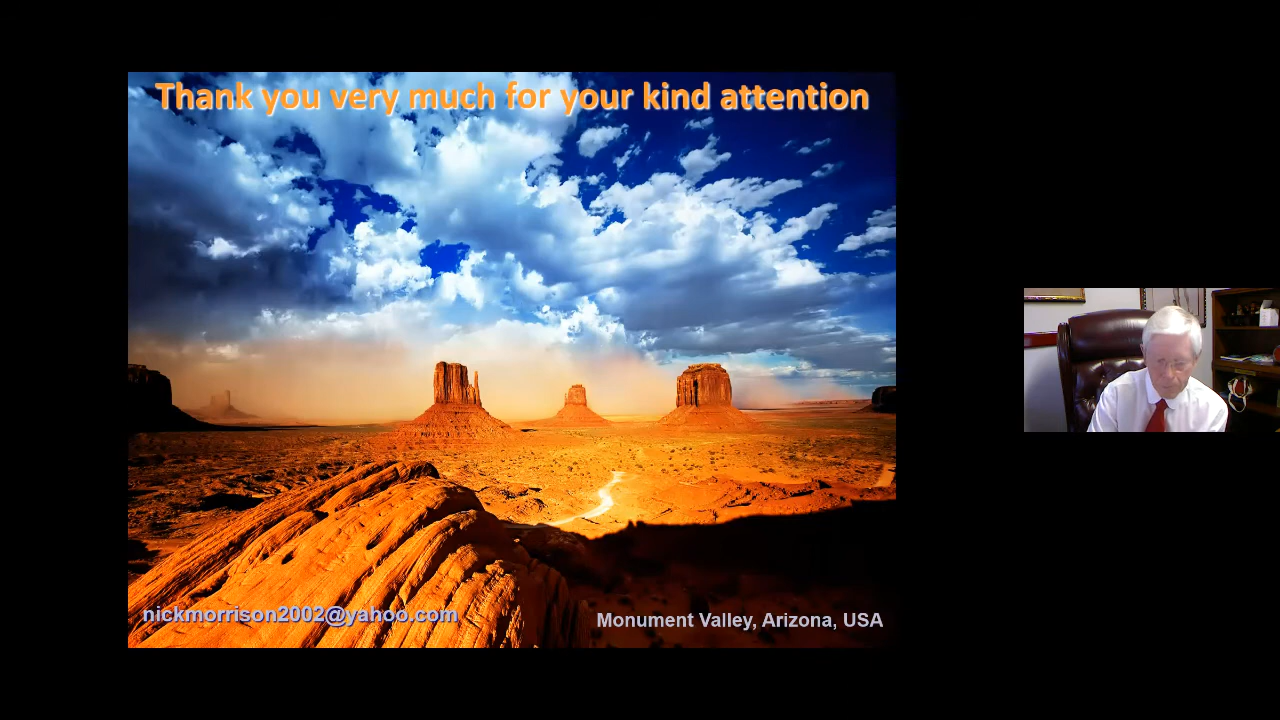 Thank you very much for your kind attention
nickmorrison2002@yahoo.com
Monument Valley, Arizona, USA